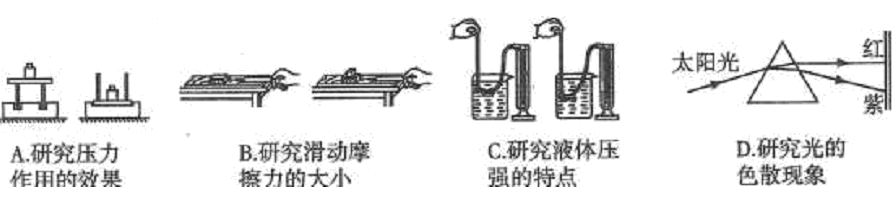 太阳光
红
紫
A.研究压力
作用的效果
B.研究滑动摩
擦力的大小
C.研究液体压
强的特点
D.研究光的
色散现象